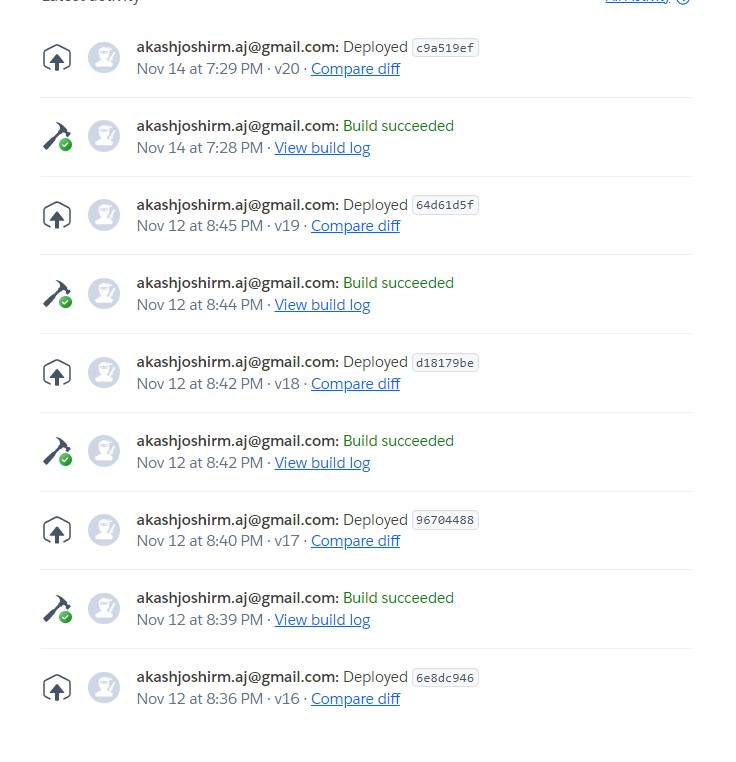 Latest activity
All Activity
akashjoshirm.aj@gmail.com: Deployed c9a519ef
Nov 14 at 7:29 PM · v20 · Compare diff
akashjoshirm.aj@gmail.com: Build succeeded
Nov 14 at 7:28 PM · View build log
akashjoshirm.aj@gmail.com: Deployed 64d61d5f
Nov 12 at 8:45 PM · v19 · Compare diff
akashjoshirm.aj@gmail.com: Build succeeded
Nov 12 at 8:44 PM · View build log
akashjoshirm.aj@gmail.com: Deployed d18179be
Nov 12 at 8:42 PM · v18 · Compare diff
akashjoshirm.aj@gmail.com: Build succeeded
Nov 12 at 8:42 PM · View build log
akashjoshirm.aj@gmail.com: Deployed 96704488
Nov 12 at 8:40 PM · v17 · Compare diff
akashjoshirm.aj@gmail.com: Build succeeded
Nov 12 at 8:39 PM · View build log
akashjoshirm.aj@gmail.com: Deployed 6e8dc946
Nov 12 at 8:36 PM · v16 · Compare diff